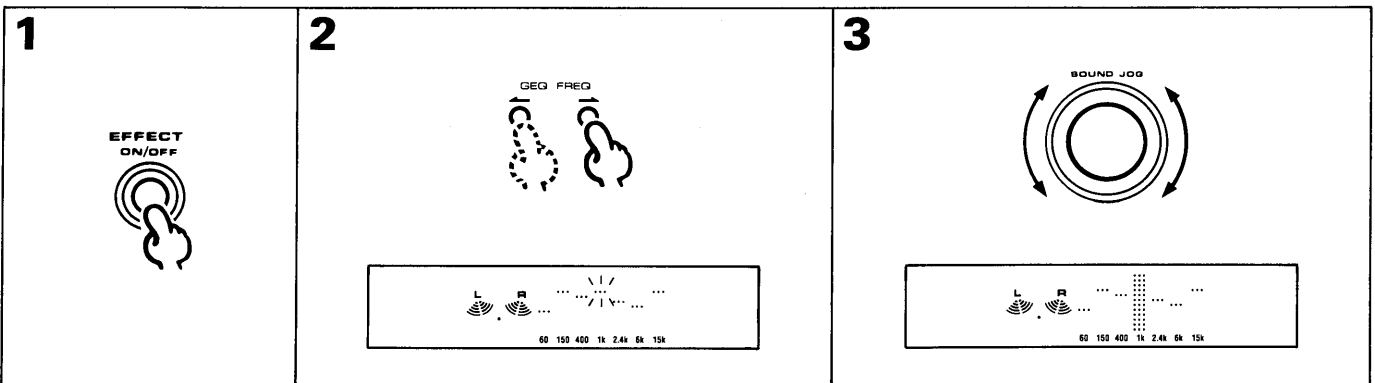 1
EFFECT
ON/OFF
2
GEQ FREQ
L R
60 150 400 1k 2.4k 6k 15k
3
SOUND JOG
L R
60 150 400 1k 2.4k 6k 15k